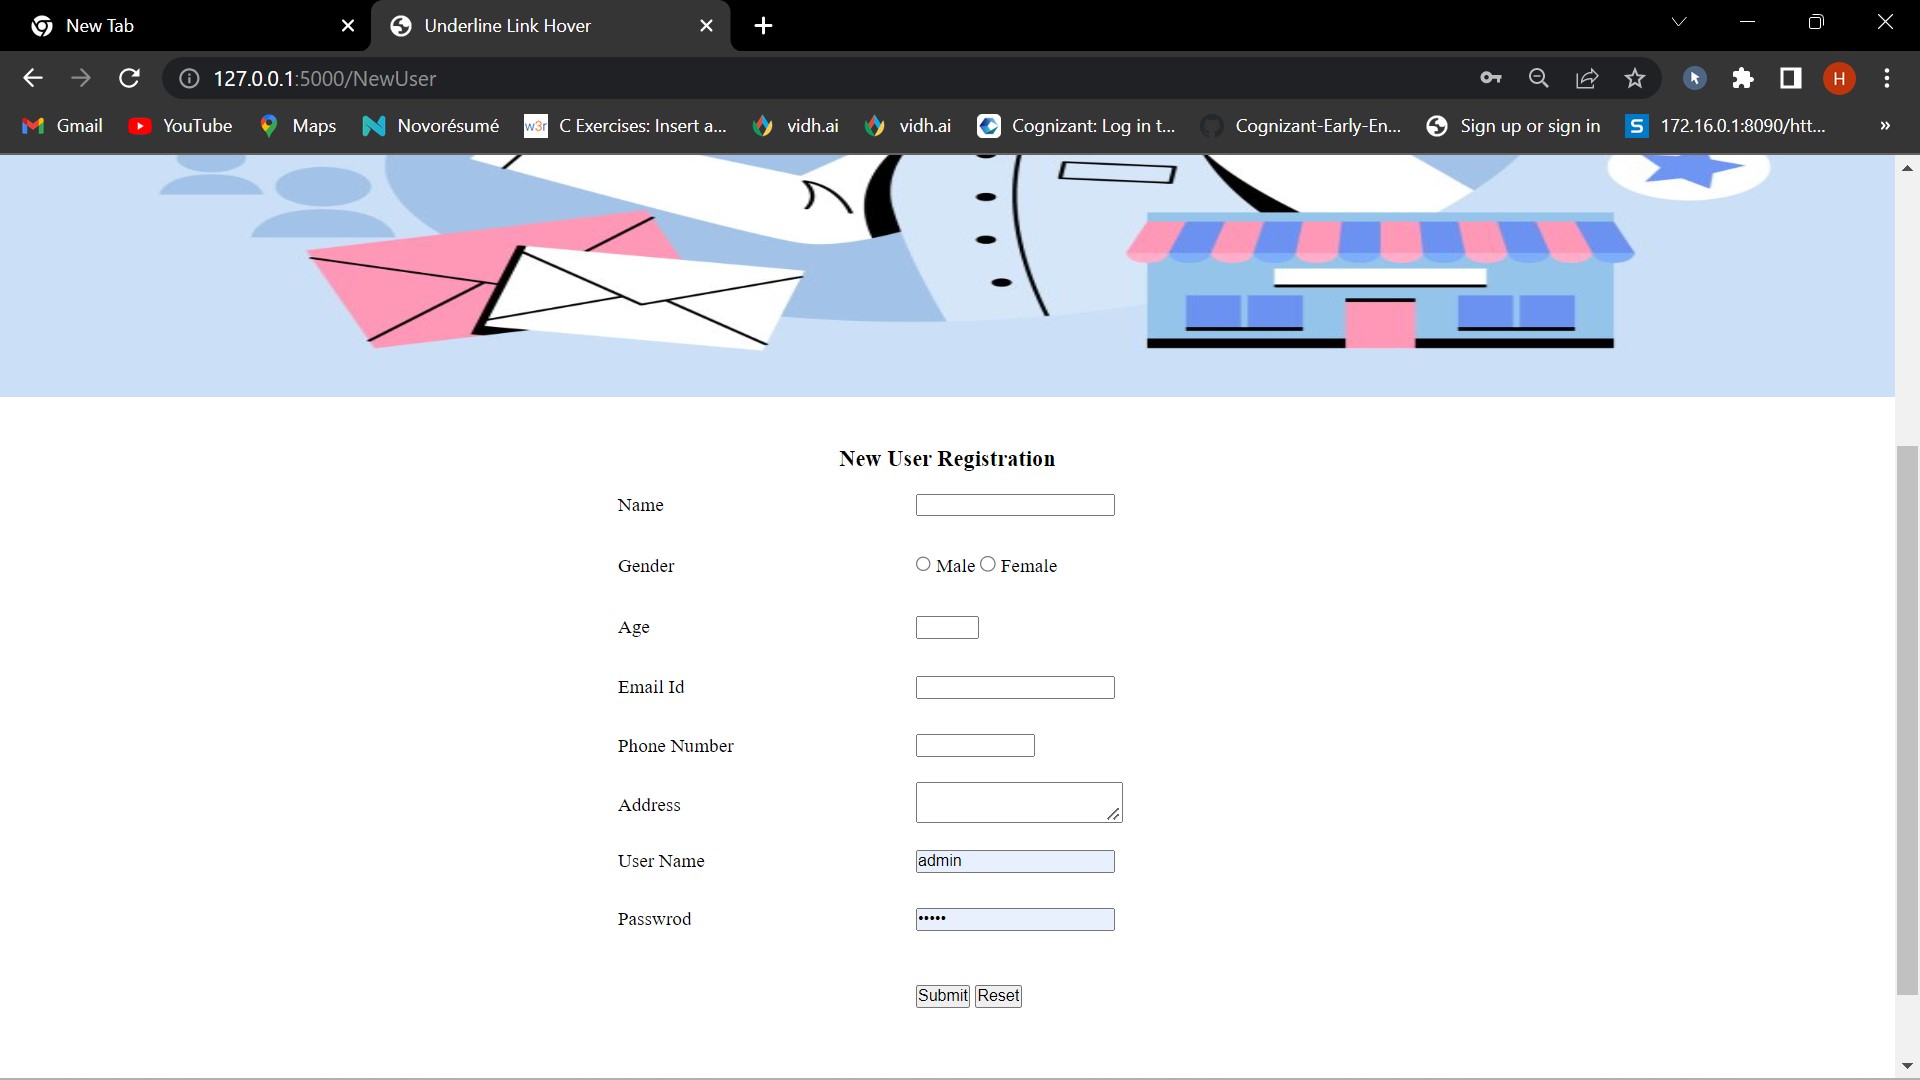 New Tab
Underline Link Hover
127.0.0.1:5000/NewUser
H
Gmail YouTube Maps Novorésumé w3r C Exercises: Insert a... vidh.ai vidh.ai Cognizant: Log in t... Cognizant-Early-En... Sign up or sign in S 172.16.0.1:8090/htt... »
New User Registration
Name
Gender Male Female
Age
Email Id
Phone Number
Address
User Name admin
Passwrod •••••
Submit Reset